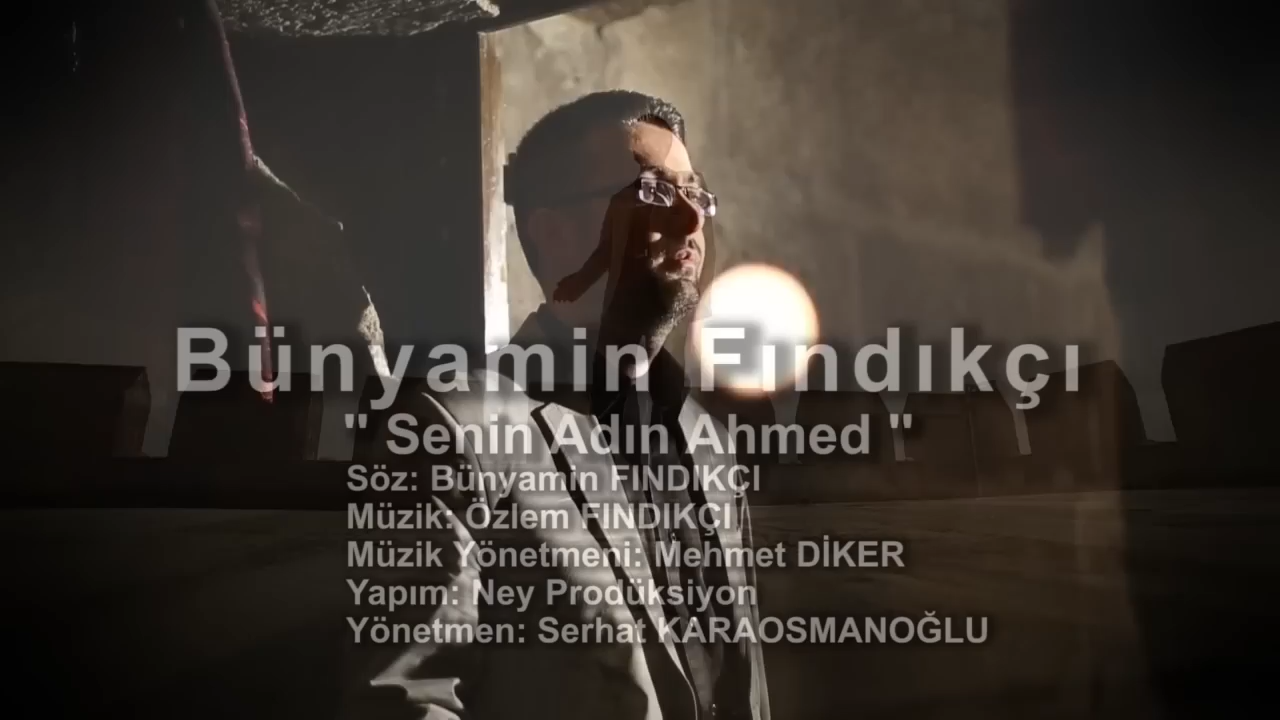 Bünyamin Fındıkçı
" Senin Adın Ahmed "
Söz: Bünyamin FINDIKÇI
Müzik: Özlem FINDIKÇI
Müzik Yönetmeni: Mehmet DİKER
Yapım: Ney Prodüksiyon
Yönetmen: Serhat KARAOSMANOĞLU